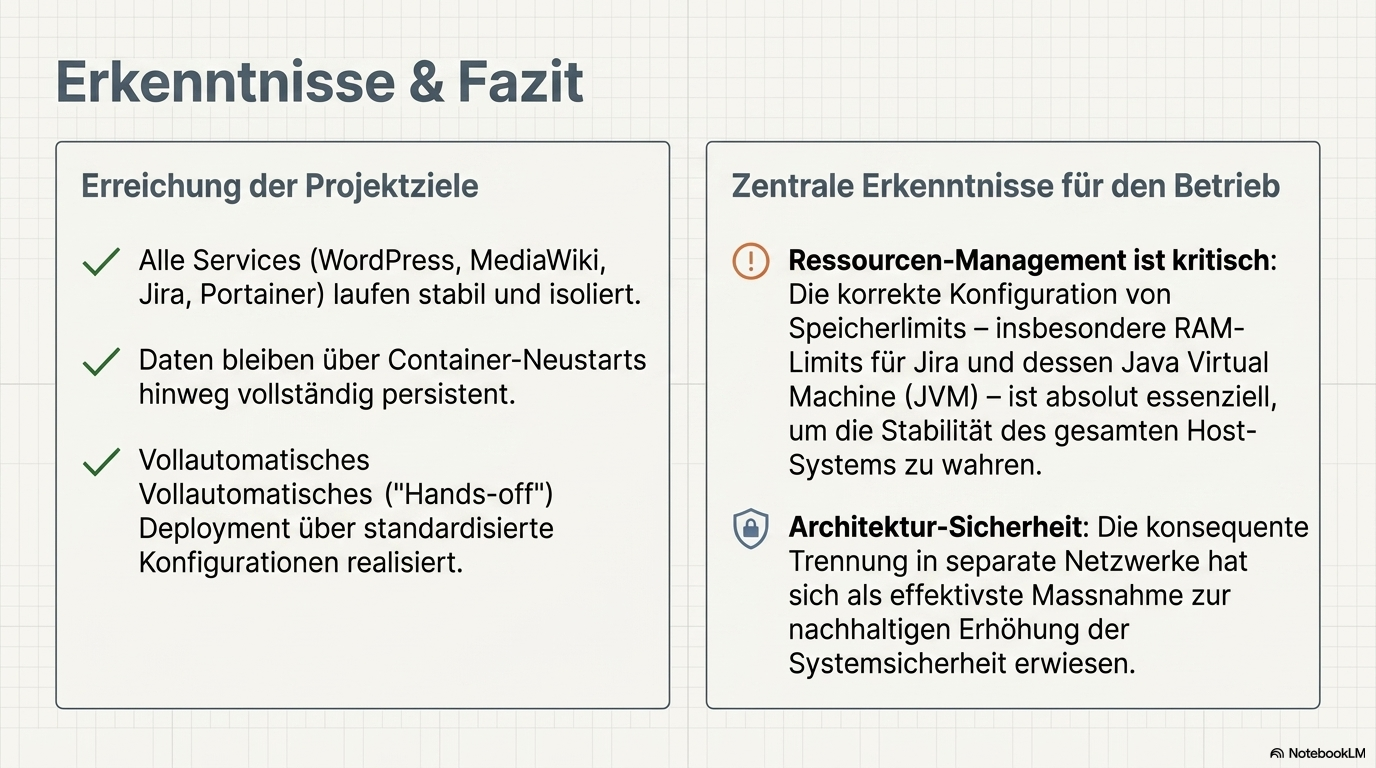 Erkenntnisse & Fazit
Erreichung der Projektziele
Alle Services (WordPress, MediaWiki,
Jira, Portainer) laufen stabil und isoliert.
Daten bleiben über Container-Neustarts
hinweg vollständig persistent.
Vollautomatisches
Vollautomatisches ("Hands-off")
Deployment über standardisierte
Konfigurationen realisiert.
Zentrale Erkenntnisse für den Betrieb
Ressourcen-Management ist kritisch:
Die korrekte Konfiguration von
Speicherlimits – insbesondere RAM-
Limits für Jira und dessen Java Virtual
Machine (JVM) – ist absolut essenziell,
um die Stabilität des gesamten Host-
Systems zu wahren.
Architektur-Sicherheit: Die konsequente
Trennung in separate Netzwerke hat
sich als effektivste Massnahme zur
nachhaltigen Erhöhung der
Systemsicherheit erwiesen.
NotebookLM